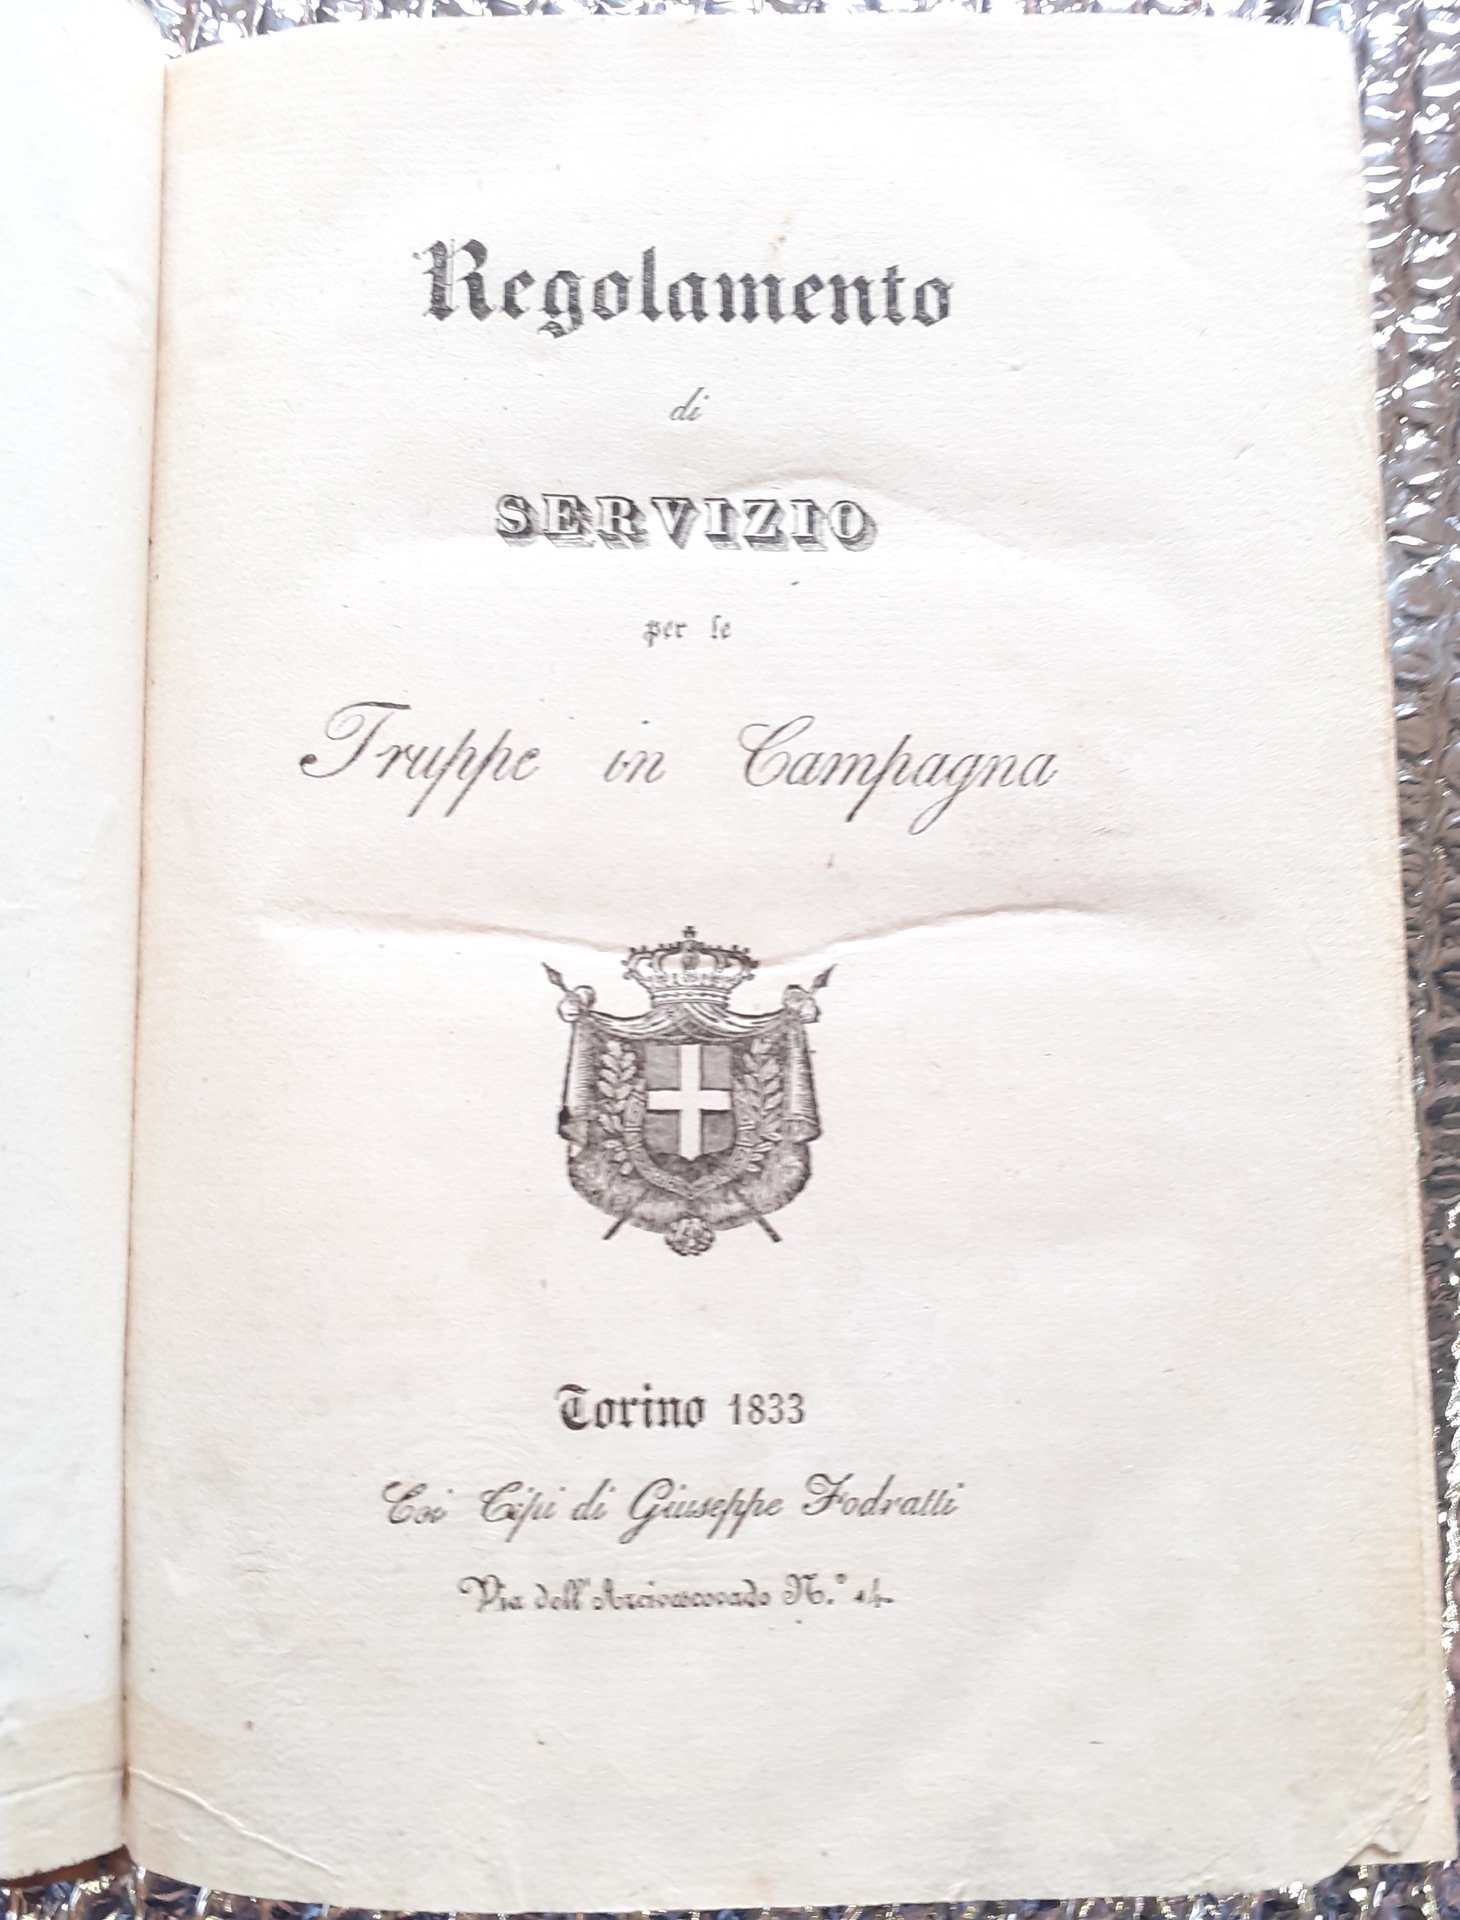 Regolamento
di
SERVIZIO
per le
Truppe in Campagna
Torino 1833
Coi Tipi di Giuseppe Fodratti
Via dell'Arcivescovado N.° 14